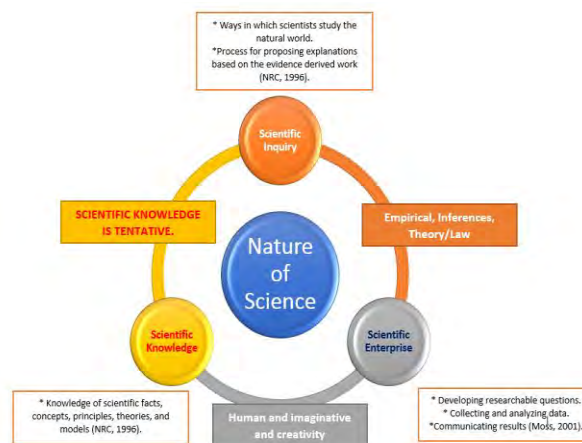 * Ways in which scientists study the
natural world.
*Process for proposing explanations
based on the evidence derived work
(NRC, 1996).
Scientific
Inquiry
SCIENTIFIC KNOWLEDGE
IS TENTATIVE.
Empirical, Inferences,
Theory/Law
Nature
of
Science
Scientific
Knowledge
Scientific
Enterprise
* Knowledge of scientific facts,
concepts, principles, theories, and
models (NRC, 1996).
Human and imaginative
and creativity
* Developing researchable questions.
* Collecting and analyzing data.
*Communicating results (Moss, 2001).